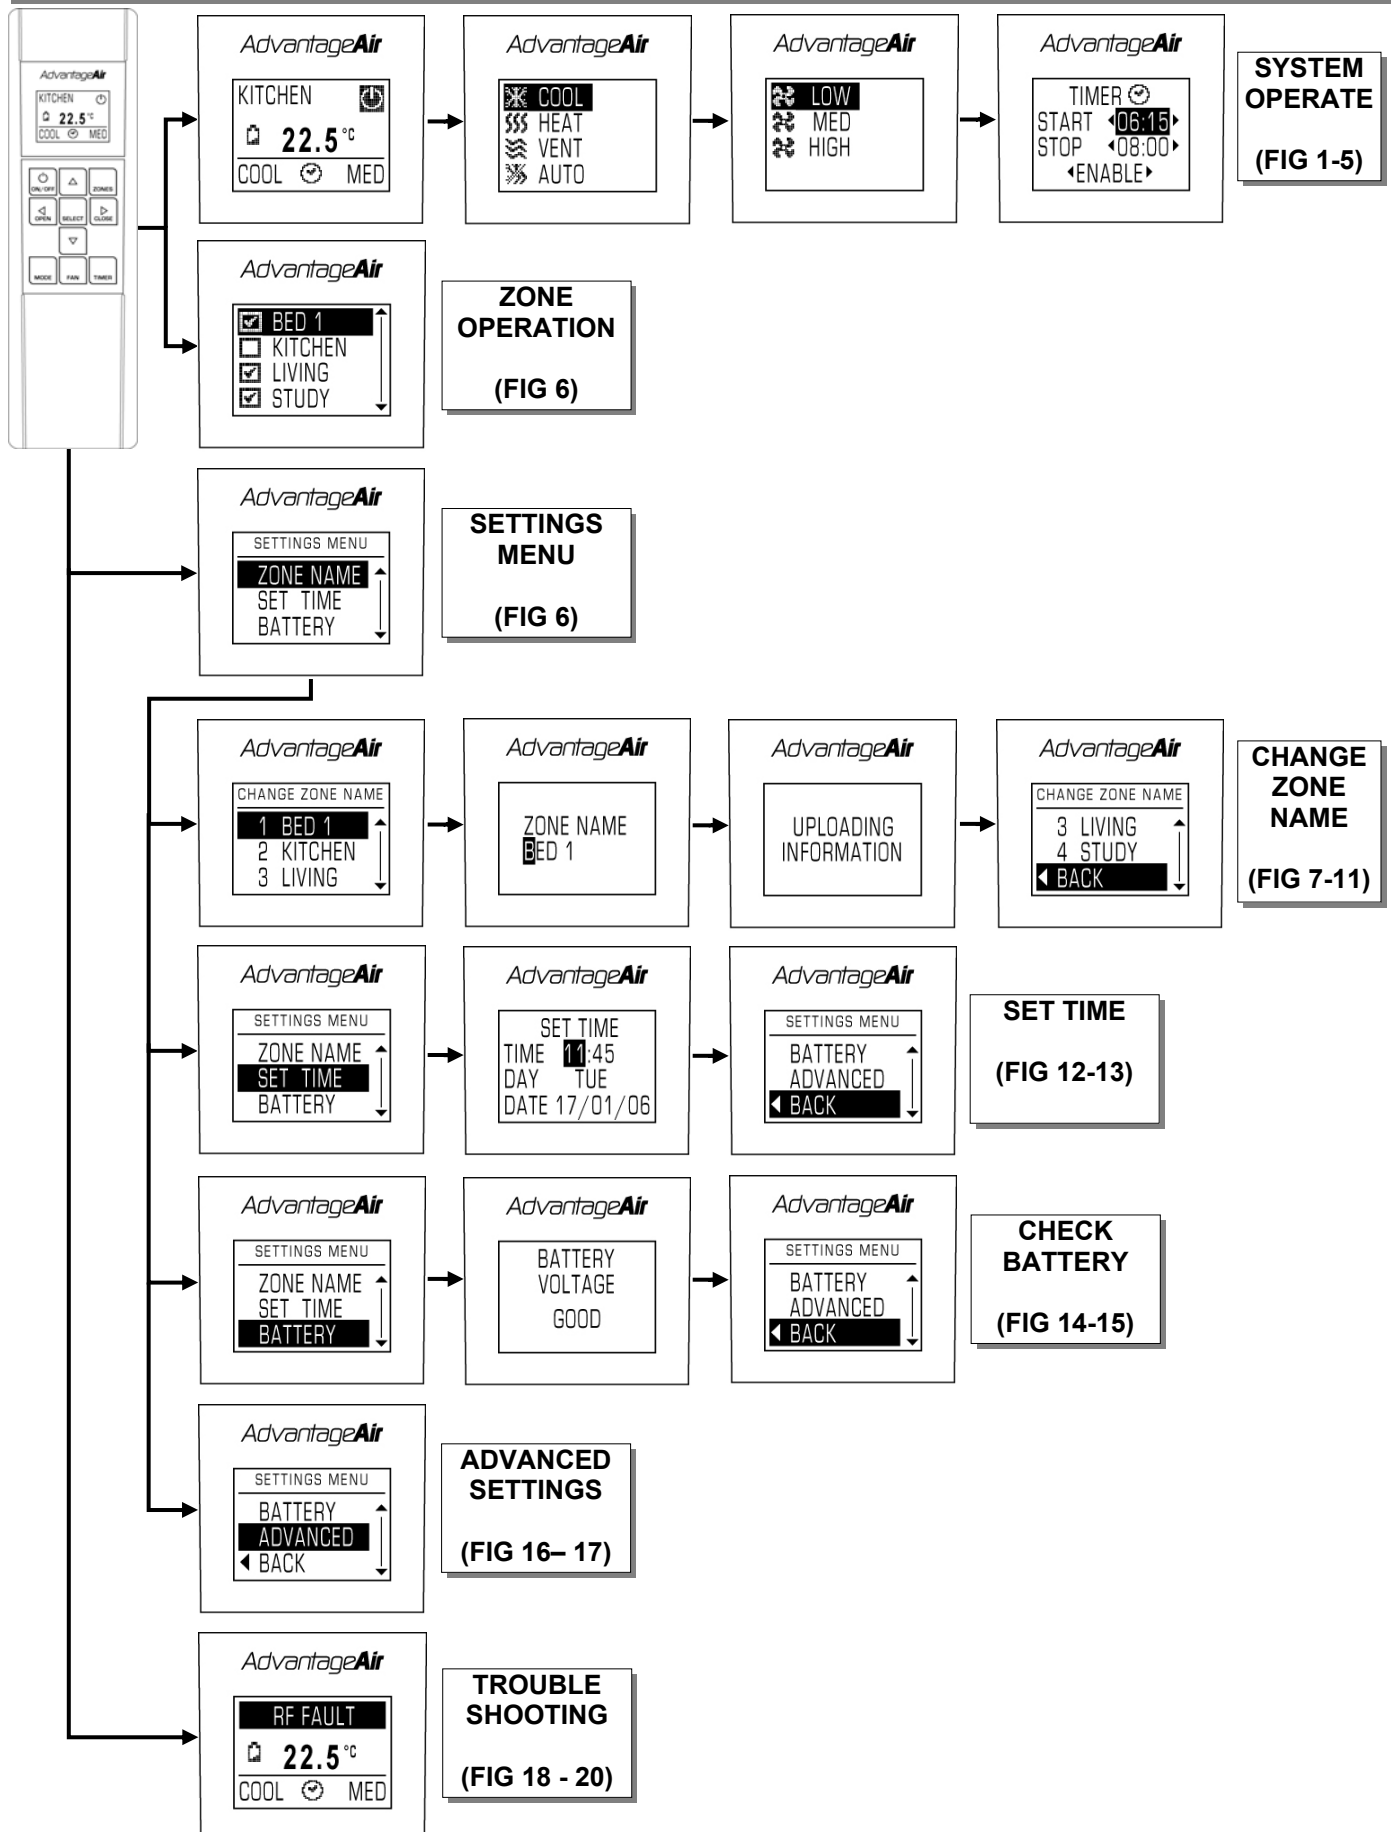 AdvantageAir
KITCHEN
22.5°C
COOL MED
ON/OFF ZONES
OPEN SELECT CLOSE
MODE FAN TIMER
AdvantageAir
KITCHEN
22.5°C
COOL MED
AdvantageAir
COOL
HEAT
VENT
AUTO
AdvantageAir
LOW
MED
HIGH
AdvantageAir
TIMER
START 06:15
STOP 08:00
ENABLE
SYSTEM
OPERATE
(FIG 1-5)
AdvantageAir
BED 1
KITCHEN
LIVING
STUDY
ZONE
OPERATION
(FIG 6)
AdvantageAir
SETTINGS MENU
ZONE NAME
SET TIME
BATTERY
SETTINGS
MENU
(FIG 6)
AdvantageAir
CHANGE ZONE NAME
1 BED 1
2 KITCHEN
3 LIVING
AdvantageAir
ZONE NAME
BED 1
AdvantageAir
UPLOADING
INFORMATION
AdvantageAir
CHANGE ZONE NAME
3 LIVING
4 STUDY
BACK
CHANGE
ZONE
NAME
(FIG 7-11)
AdvantageAir
SETTINGS MENU
ZONE NAME
SET TIME
BATTERY
AdvantageAir
SET TIME
TIME 11:45
DAY TUE
DATE 17/01/06
AdvantageAir
SETTINGS MENU
BATTERY
ADVANCED
BACK
SET TIME
(FIG 12-13)
AdvantageAir
SETTINGS MENU
ZONE NAME
SET TIME
BATTERY
AdvantageAir
BATTERY
VOLTAGE
GOOD
AdvantageAir
SETTINGS MENU
BATTERY
ADVANCED
BACK
CHECK
BATTERY
(FIG 14-15)
AdvantageAir
SETTINGS MENU
BATTERY
ADVANCED
BACK
ADVANCED
SETTINGS
(FIG 16– 17)
AdvantageAir
RF FAULT
22.5°C
COOL MED
TROUBLE
SHOOTING
(FIG 18 - 20)